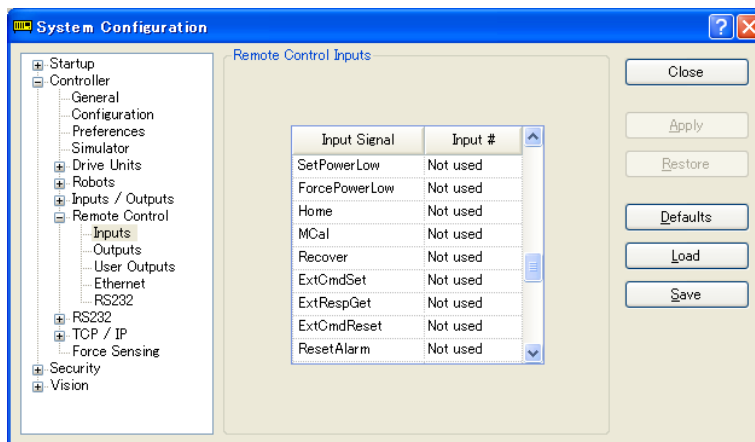 System Configuration
Startup
Controller
General
Configuration
Preferences
Simulator
Drive Units
Robots
Inputs / Outputs
Remote Control
Inputs
Outputs
User Outputs
Ethernet
RS232
RS232
TCP / IP
Force Sensing
Security
Vision
Remote Control Inputs
Input Signal Input #
SetPowerLow Not used
ForcePowerLow Not used
Home Not used
MCal Not used
Recover Not used
ExtCmdSet Not used
ExtRespGet Not used
ExtCmdReset Not used
ResetAlarm Not used
Close
Apply
Restore
Defaults
Load
Save